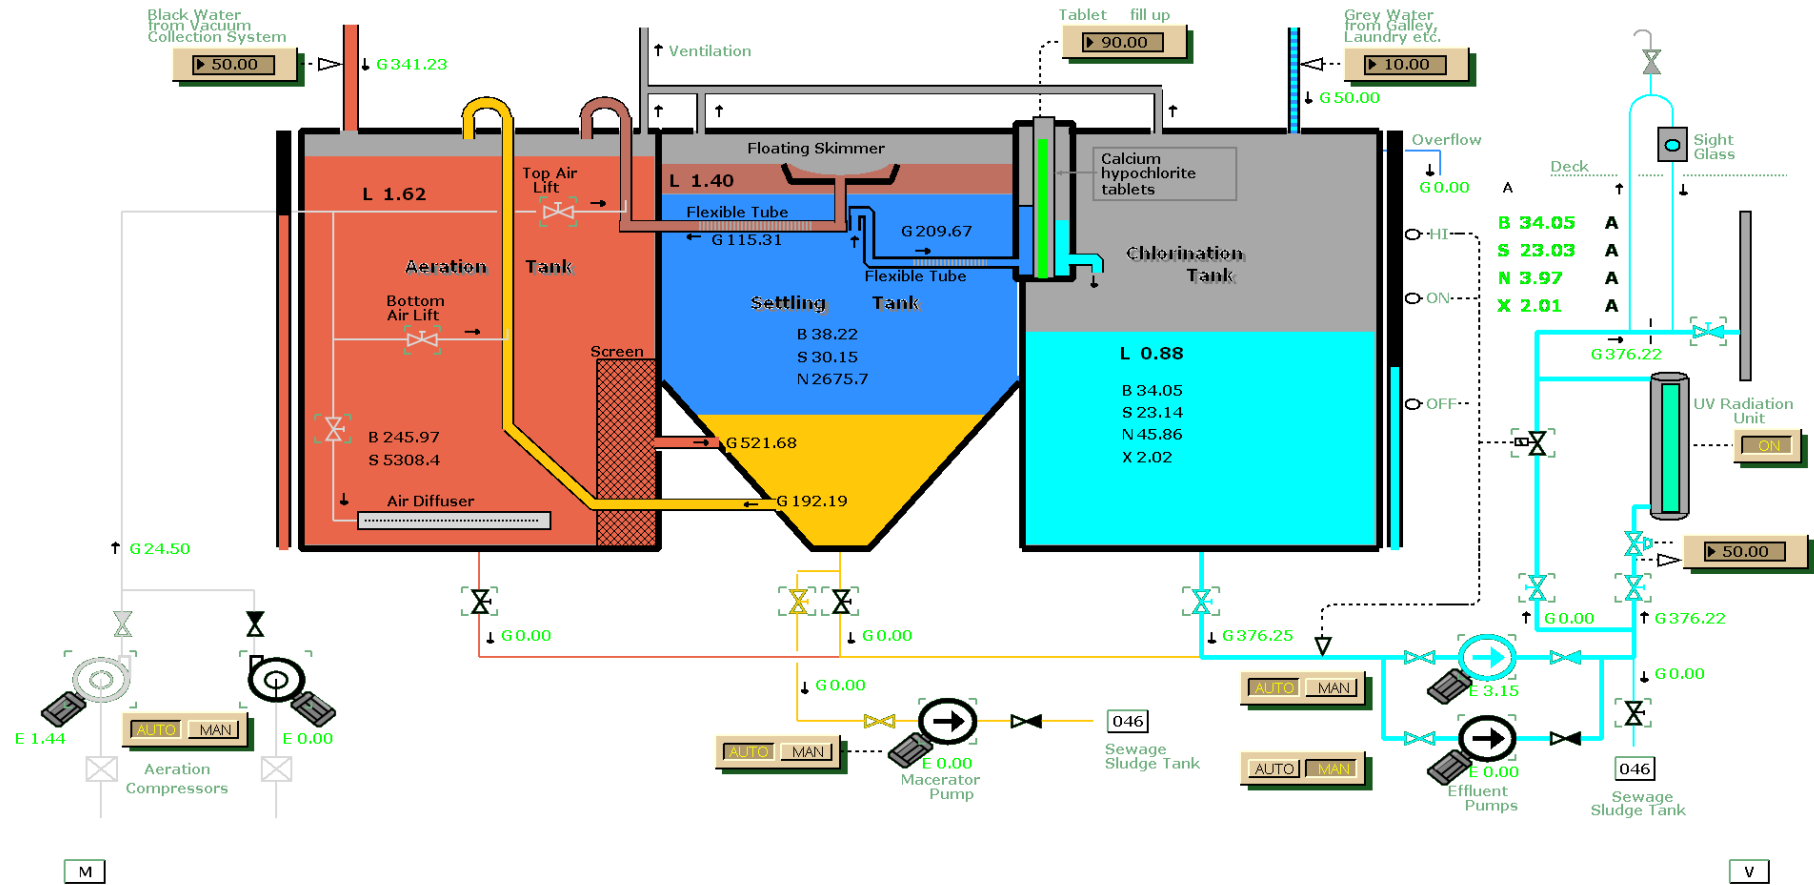 Black Water
from Vacuum
Collection System
50.00
G 341.23
Ventilation
Tablet fill up
90.00
Grey Water
from Galley,
Laundry etc.
10.00
G 50.00
Overflow
G 0.00
Sight
Glass
Deck
A
B 34.05 A
S 23.03 A
N 3.97 A
X 2.01 A
HI
ON
OFF
G 376.22
UV Radiation
Unit
ON
50.00
L 1.62
Top Air
Lift
Aeration Tank
Bottom
Air Lift
Screen
B 245.97
S 5308.4
Air Diffuser
Floating Skimmer
L 1.40
Flexible Tube
G 115.31
G 209.67
Flexible Tube
Settling Tank
B 38.22
S 30.15
N 2675.7
G 521.68
G 192.19
Calcium
hypochlorite
tablets
Chlorination
Tank
L 0.88
B 34.05
S 23.14
N 45.86
X 2.02
G 24.50
G 0.00
G 0.00
G 376.25
G 0.00
G 376.22
G 0.00
G 0.00
E 1.44
AUTO MAN
E 0.00
Aeration
Compressors
AUTO MAN
E 0.00
Macerator
Pump
046
Sewage
Sludge Tank
AUTO MAN
E 3.15
AUTO MAN
E 0.00
Effluent
Pumps
046
Sewage
Sludge Tank
M
V